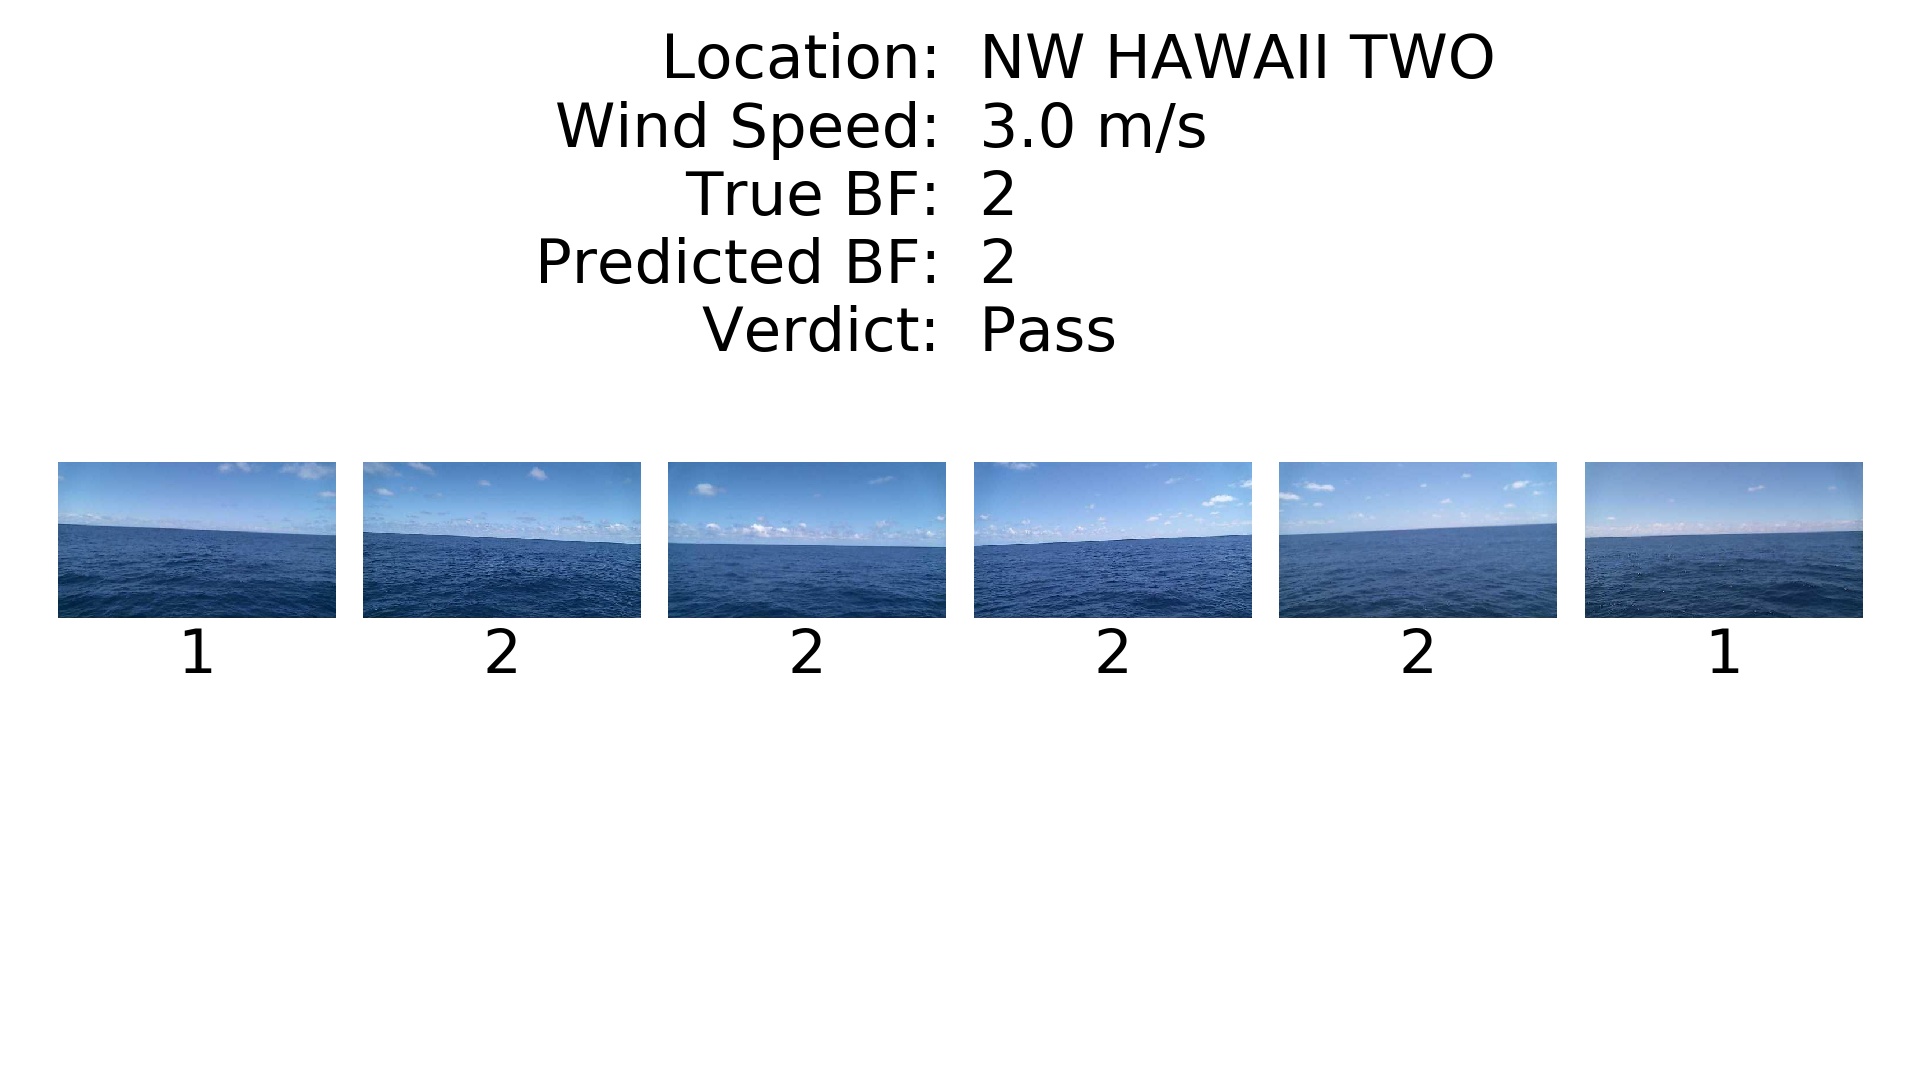 Location: NW HAWAII TWO
Wind Speed: 3.0 m/s
True BF: 2
Predicted BF: 2
Verdict: Pass
1 2 2 2 2 1